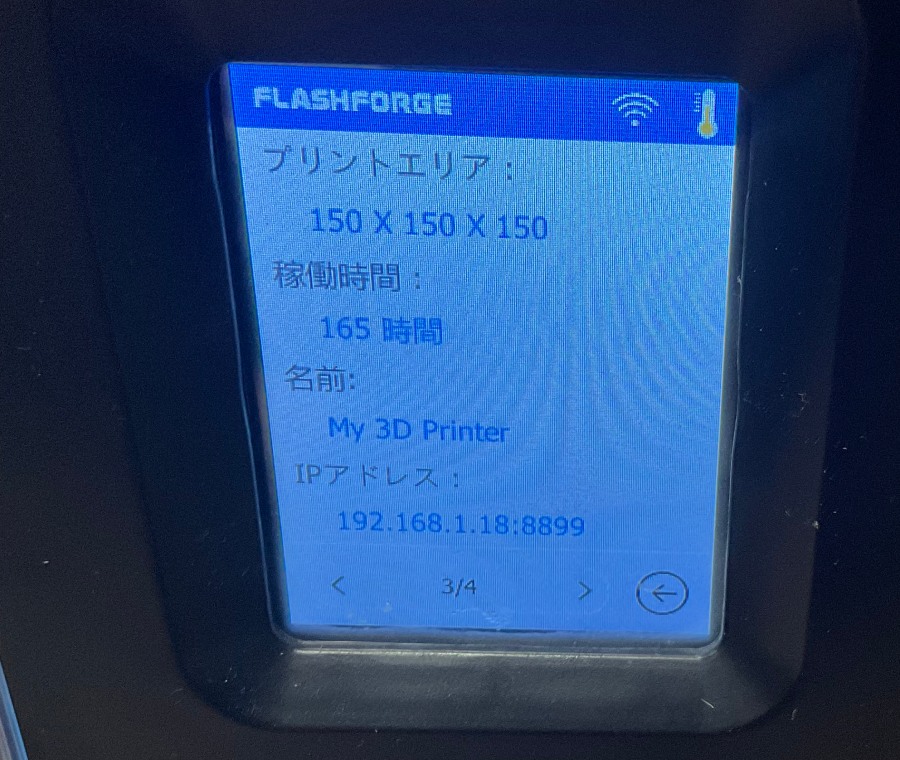 FLASHFORGE
プリントエリア：
150 X 150 X 150
稼働時間：
165 時間
名前:
My 3D Printer
IPアドレス：
192.168.1.18:8899
< 3/4 >